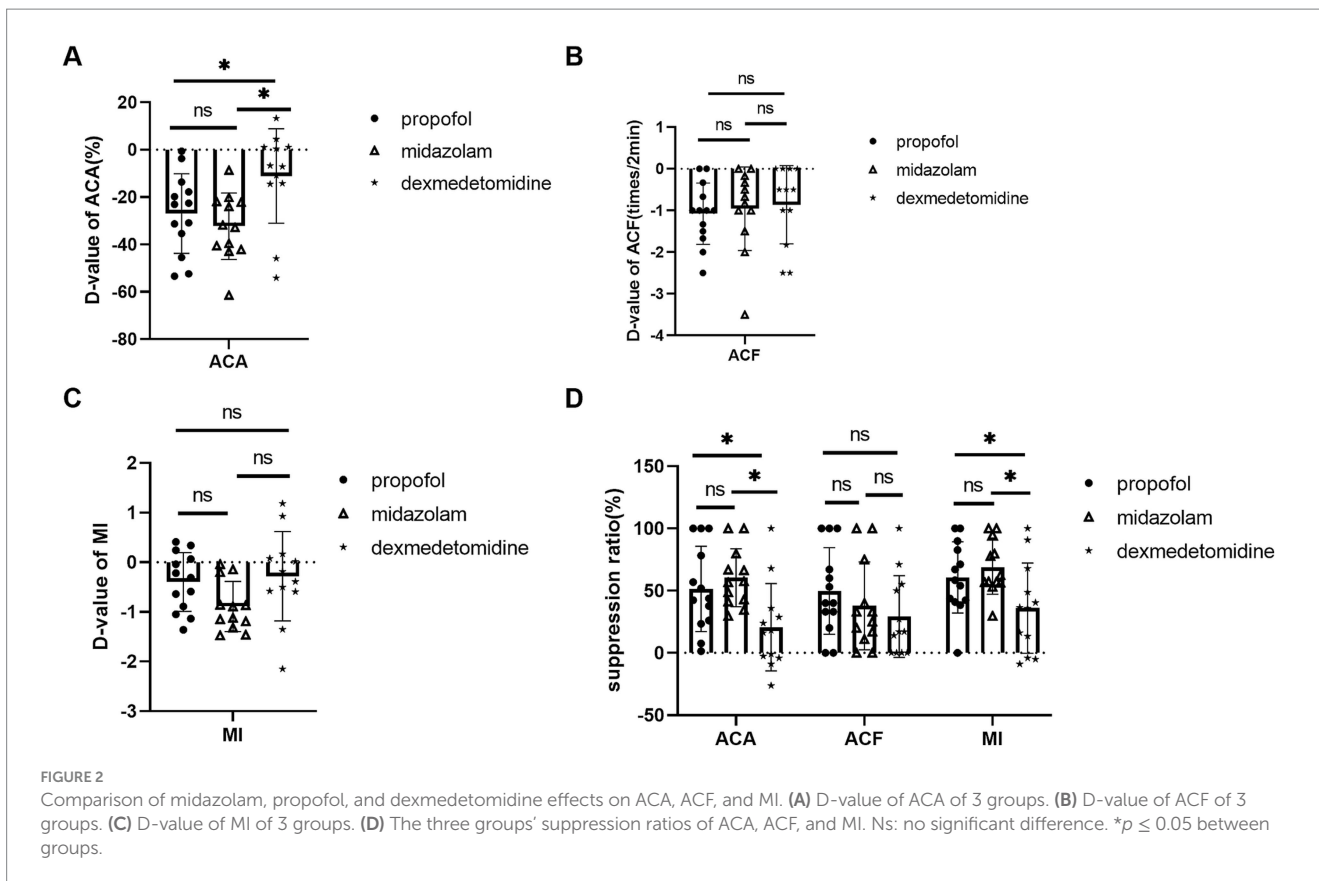 A
*
ns
*
20
0
-20
-40
-60
-80
D-value of ACA(%)
ACA
propofol
midazolam
dexmedetomidine
B
ns
ns
ns
1
0
-1
-2
-3
-4
D-value of ACF(times/2min)
ACF
propofol
midazolam
dexmedetomidine
C
ns
ns
ns
2
1
0
-1
-2
-3
D-value of MI
MI
propofol
midazolam
dexmedetomidine
D
*
ns
*
ns
*
ns
ns
ns
*
150
100
50
0
-50
suppression ratio(%)
ACA
ACF
MI
propofol
midazolam
dexmedetomidine
FIGURE 2
Comparison of midazolam, propofol, and dexmedetomidine effects on ACA, ACF, and MI. (A) D-value of ACA of 3 groups. (B) D-value of ACF of 3
groups. (C) D-value of MI of 3 groups. (D) The three groups’ suppression ratios of ACA, ACF, and MI. Ns: no significant difference. *p ≤ 0.05 between
groups.